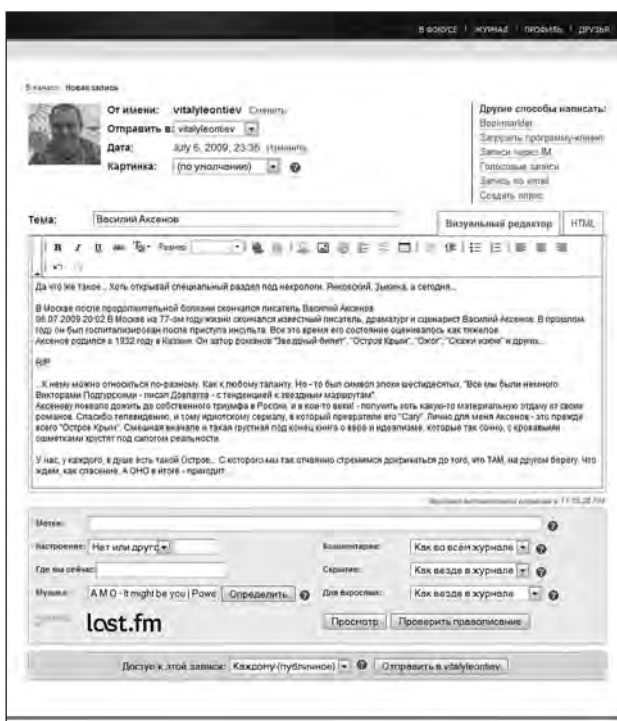 В ФОКУСЕ | ЖУРНАЛ | ПРОФИЛЬ | ДРУЗЬЯ
В начало Новая запись
От имени: vitalyleontiev Сменить
Отправить в: vitalyleontiev
Дата: July 6, 2009, 23:35 Изменить
Картинка: (по умолчанию)
Другие способы написать:
Bookmarklet
Загрузить программу-клиент
Записи через IM
Голосовые записи
Запись по email
Создать опрос
Тема: Василий Аксенов
Визуальный редактор HTML
B I U Размер
Да что же такое... Хоть открывай специальный раздел под некрологи. Янковский, Зыкина, а сегодня...
В Москве после продолжительной болезни скончался писатель Василий Аксенов
06.07.2009 20:02 В Москве на 77-ом году жизни скончался известный писатель, драматург и сценарист Василий Аксенов. В прошлом
году он был госпитализирован после приступа инсульта. Все это время его состояние оценивалось как тяжелое.
Аксенов родился в 1932 году в Казани. Он автор романов "Звездный билет", "Остров Крым", "Ожог", "Скажи изюм" и других...
RIP
...К нему можно относиться по-разному. Как к любому таланту. Но - то был символ эпохи шестидесятых. "Все мы были немного
Викторами Подгурскими - писал Довлатов - с тенденцией к звездным маршрутам"
Аксенову повезло дожить до собственного триумфа в России, и в кои-то веки! - получить хоть какую-то материальную отдачу от своих
романов. Спасибо телевидению, и тому идиотскому сериалу, в который превратили его "Сагу". Лично для меня Аксенов - это прежде
всего "Остров Крым". Смешная вначале и такая грустная под конец книга о вере и идеализме, которые так сочно, с кровавыми
ошметками хрустят под сапогом реальности.
У нас, у каждого, в душе есть такой Остров... С которого мы так отчаянно стремимся докричаться до того, что ТАМ, на другом берегу. Что
ждем, как спасение. А ОНО в итоге - приходит...
Метки:
Настроение: Нет или друго Комментарии: Как во всём журнале
Где вы сейчас: Скрытие: Как везде в журнале
Музыка: A M O - It might be you | Powe Определить Для взрослых: Как везде в журнале
last.fm Просмотр Проверить правописание
Доступ к этой записи: Каждому (публичное) Отправить в vitalyleontiev